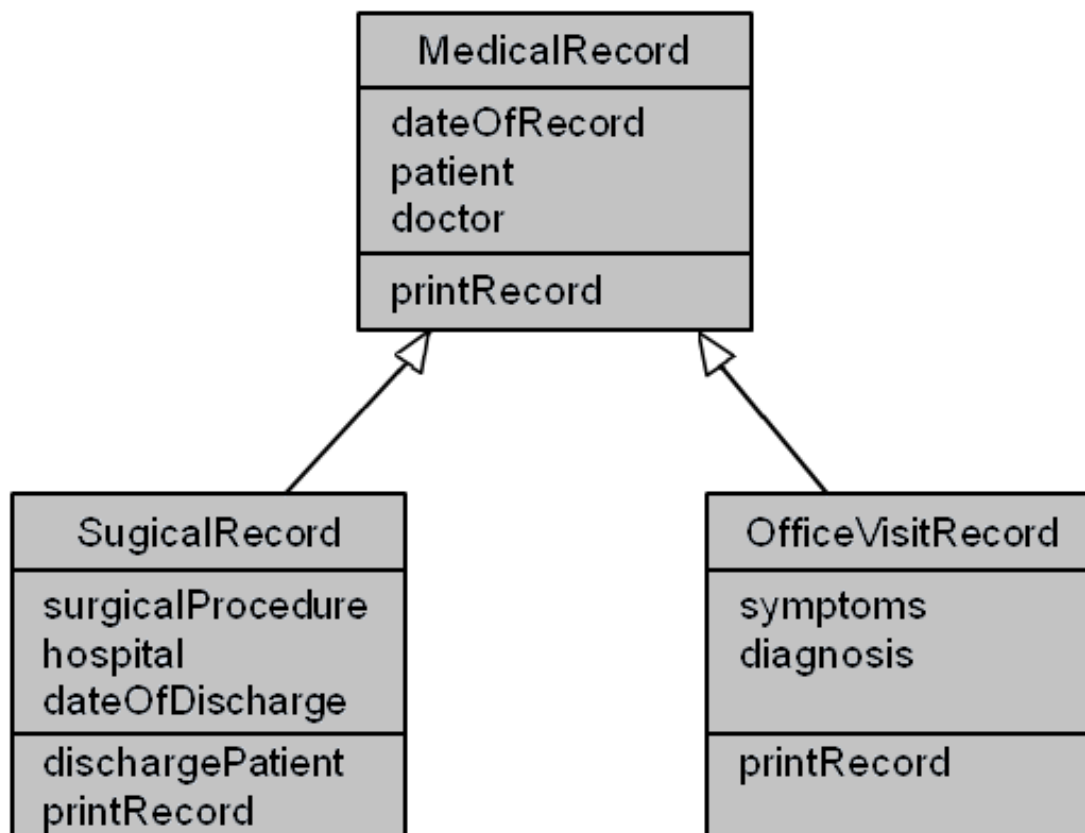 MedicalRecord
dateOfRecord
patient
doctor
printRecord
SugicalRecord
surgicalProcedure
hospital
dateOfDischarge
dischargePatient
printRecord
OfficeVisitRecord
symptoms
diagnosis
printRecord